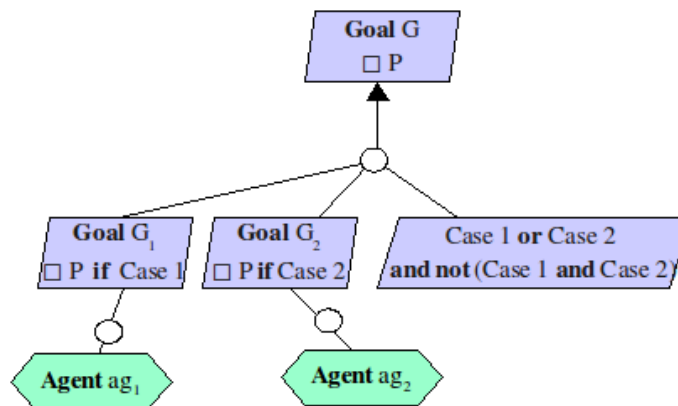 Goal G
□ P
Goal G₁
□ P if Case 1
Goal G₂
□ P if Case 2
Case 1 or Case 2
and not (Case 1 and Case 2)
Agent ag₁
Agent ag₂